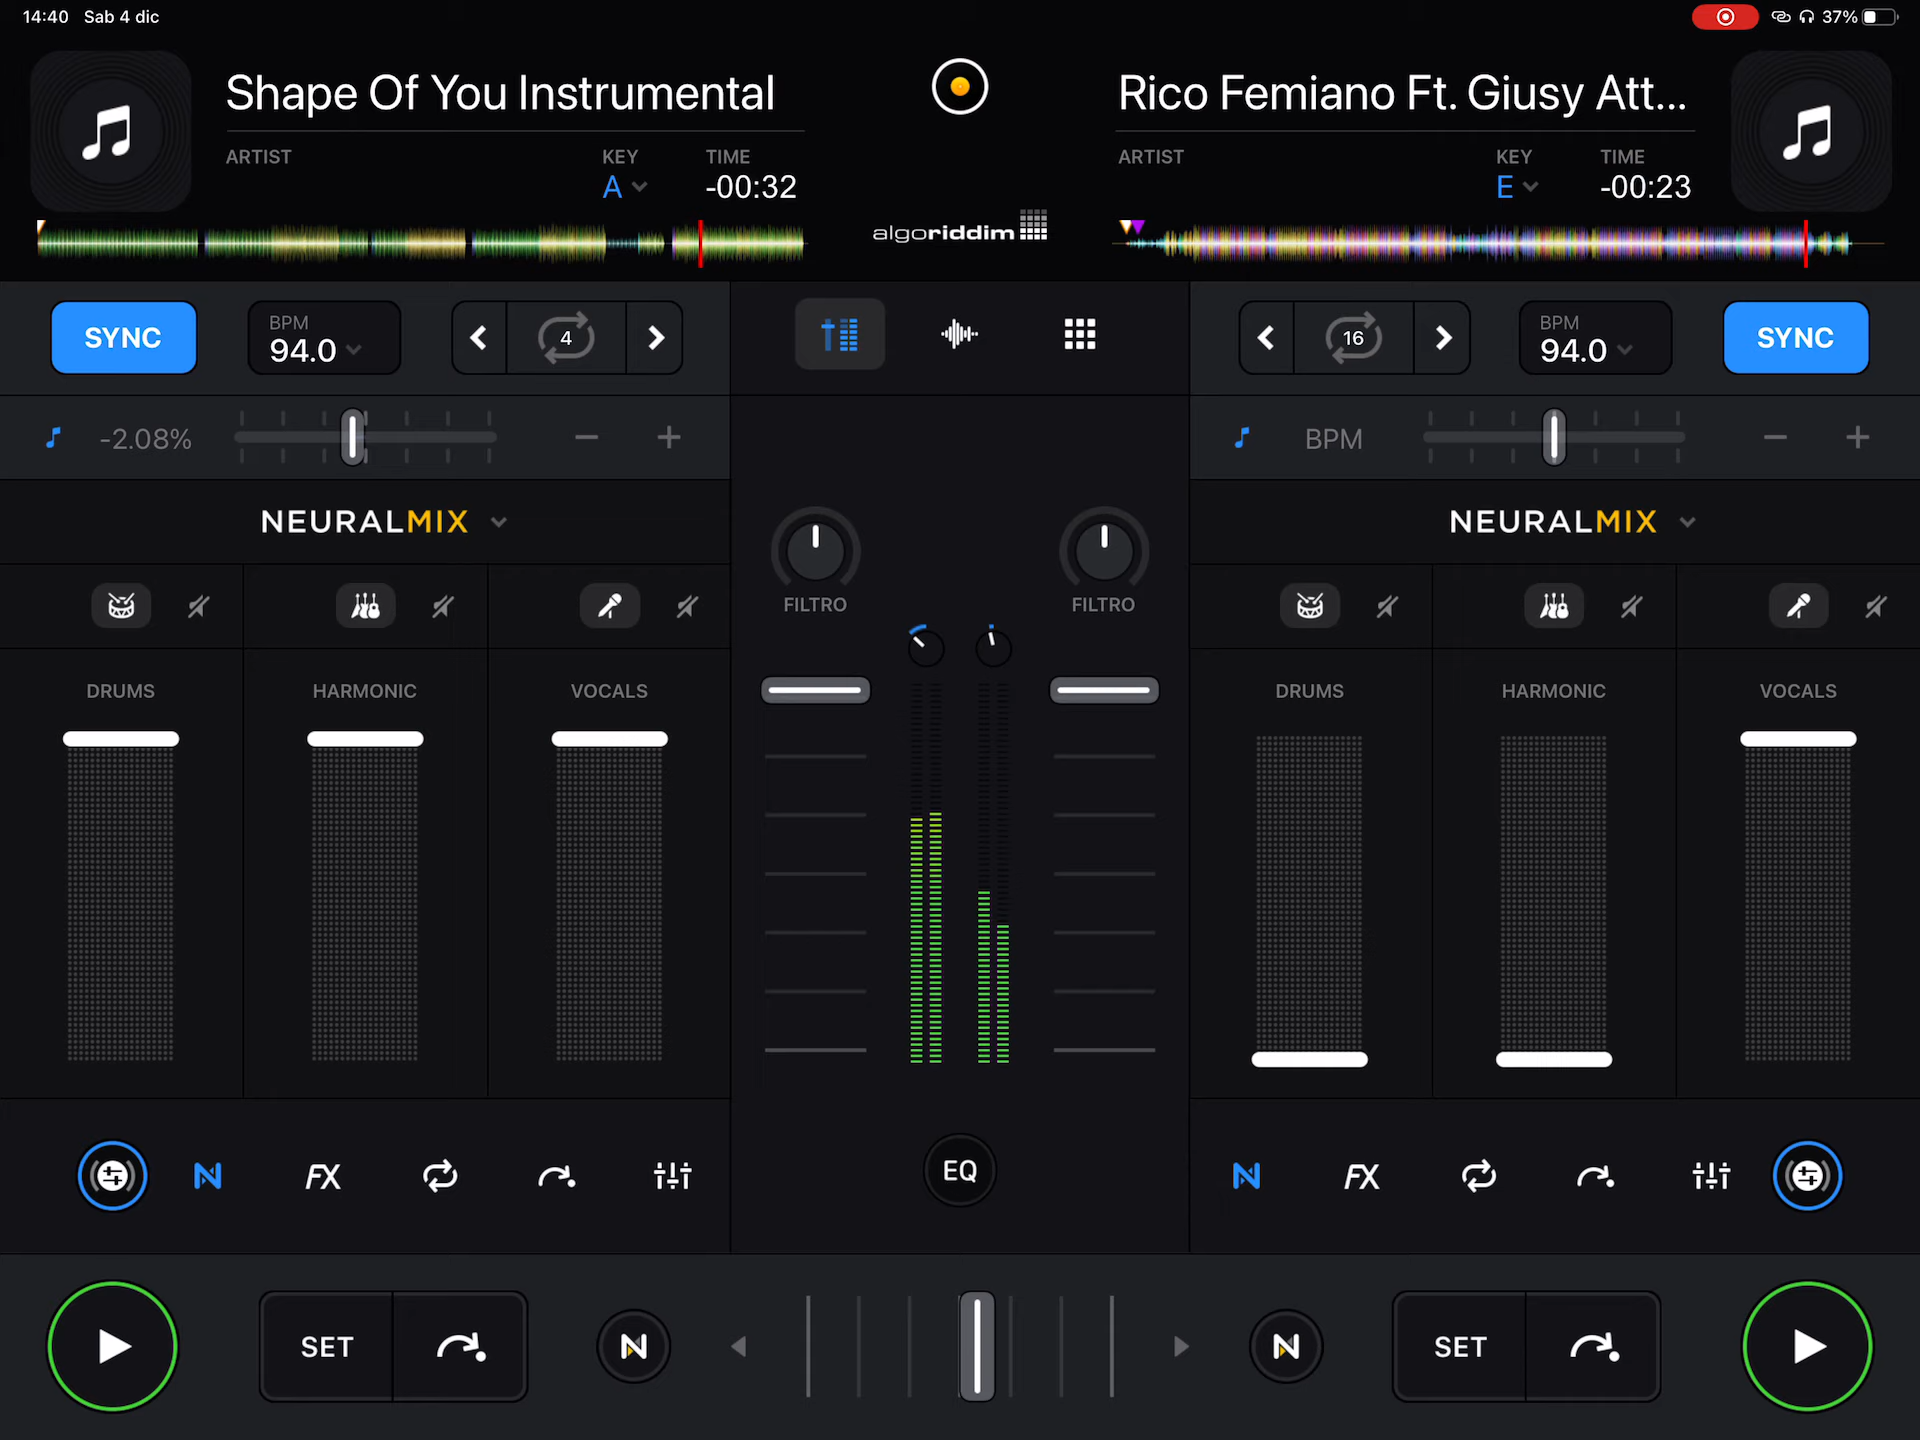 14:40 Sab 4 dic
37%
Shape Of You Instrumental
ARTIST
KEY
A
TIME
-00:32
algoriddim
Rico Femiano Ft. Giusy Att...
ARTIST
KEY
E
TIME
-00:23
SYNC
BPM
94.0
4
16
BPM
94.0
SYNC
-2.08%
BPM
NEURALMIX
NEURALMIX
FILTRO
FILTRO
DRUMS
HARMONIC
VOCALS
DRUMS
HARMONIC
VOCALS
N
FX
EQ
N
FX
SET
N
N
SET